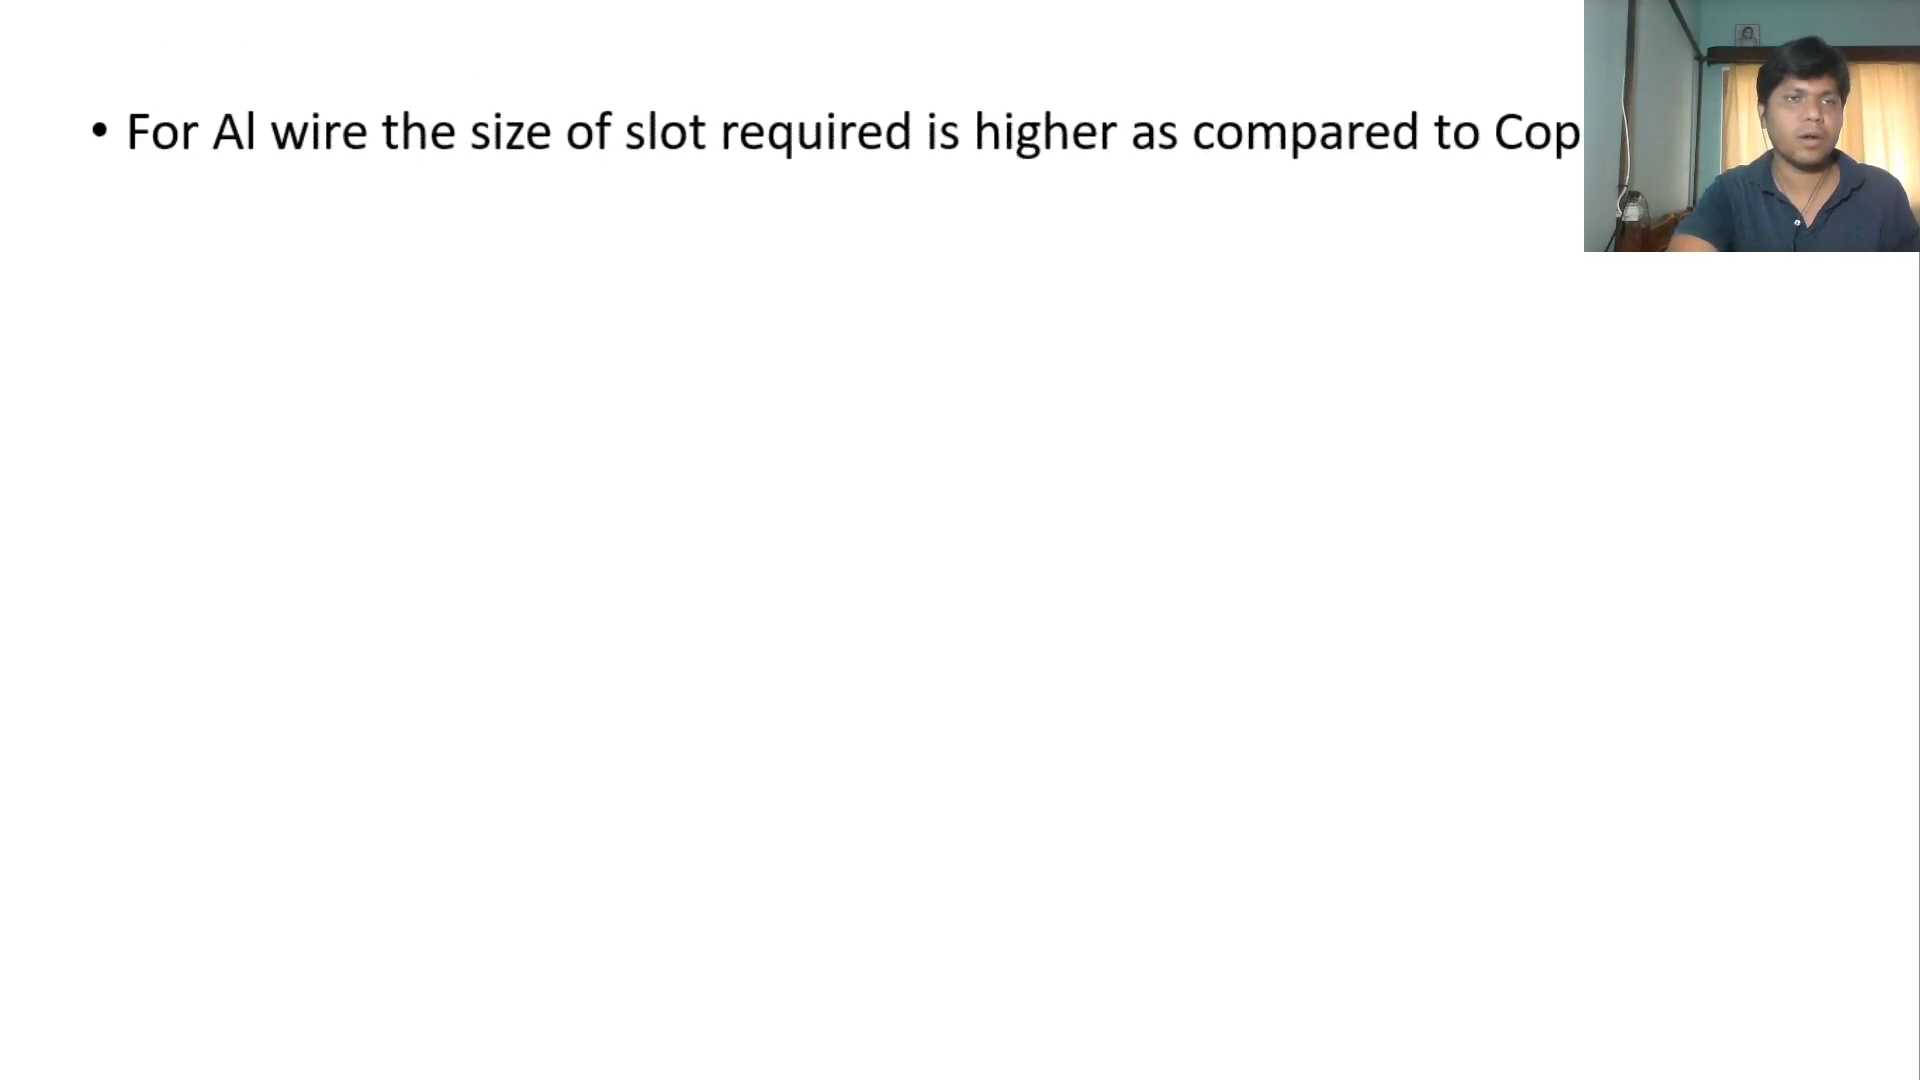 • For Al wire the size of slot required is higher as compared to Cop